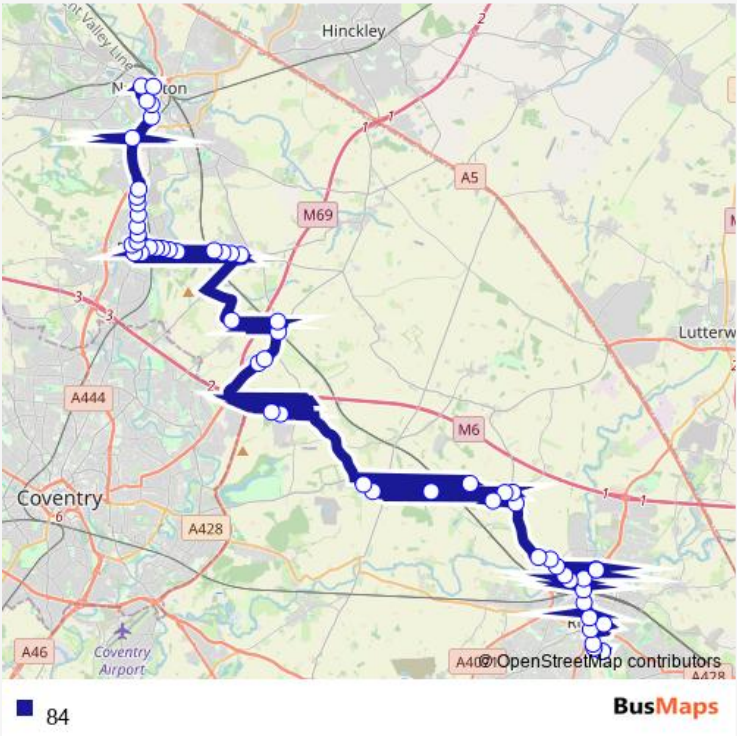 Hinckley
2
1
1
A5
M69
3
3
Lutterw
2
A444
M6
Coventry
6
1
1
A428
A46
Coventry
Airport
© OpenStreetMap contributors
A428
84
BusMaps